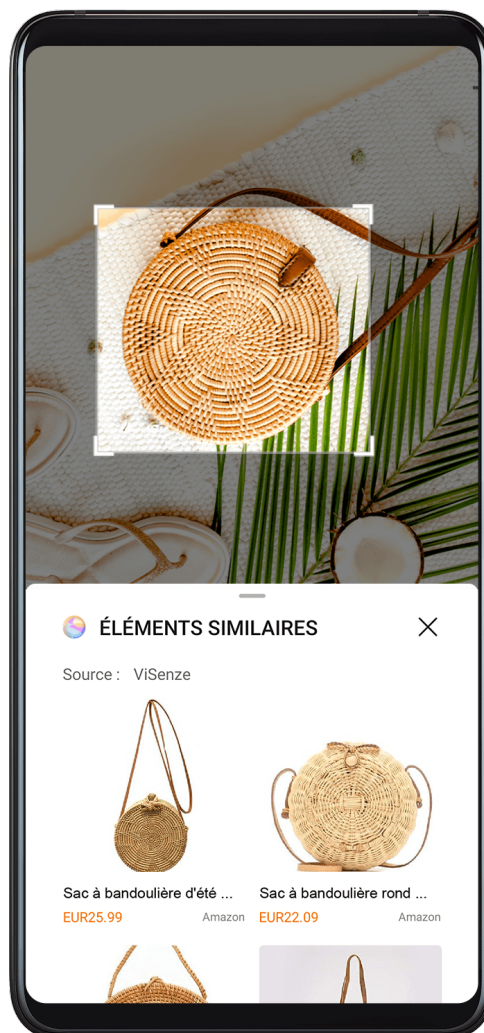 ÉLÉMENTS SIMILAIRES
Source : ViSenze
Sac à bandoulière d'été ...
Sac à bandoulière rond ...
EUR25.99 Amazon
EUR22.09 Amazon